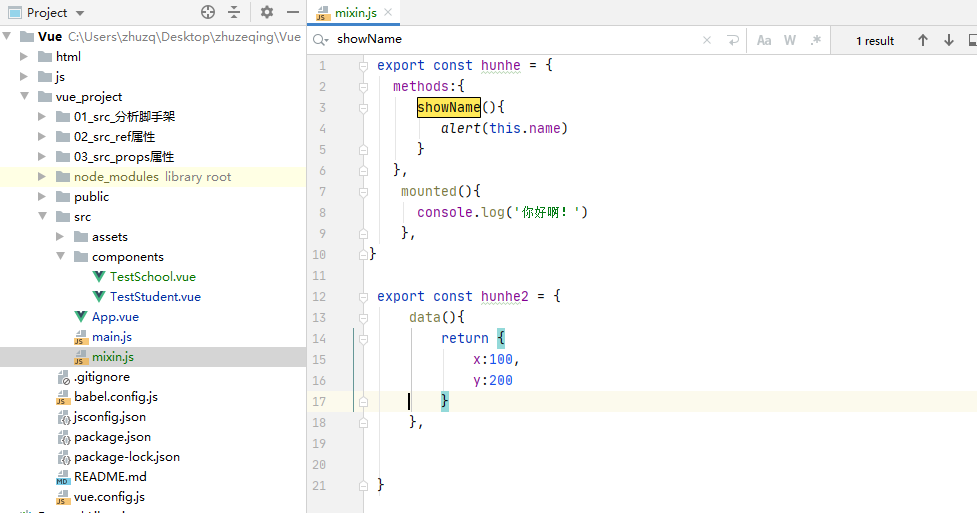 Project
mixin.js
Vue C:\Users\zhuzq\Desktop\zhuzeqing\Vue
html
js
vue_project
01_src_分析脚手架
02_src_ref属性
03_src_props属性
node_modules library root
public
src
assets
components
TestSchool.vue
TestStudent.vue
App.vue
main.js
mixin.js
.gitignore
babel.config.js
jsconfig.json
package.json
package-lock.json
README.md
vue.config.js
showName
Aa W .* 1 result
1 export const hunhe = {
2 methods:{
3 showName(){
4 alert(this.name)
5 }
6 },
7 mounted(){
8 console.log('你好啊！')
9 },
10 }
11
12 export const hunhe2 = {
13 data(){
14 return {
15 x:100,
16 y:200
17 }
18 },
19
20
21 }